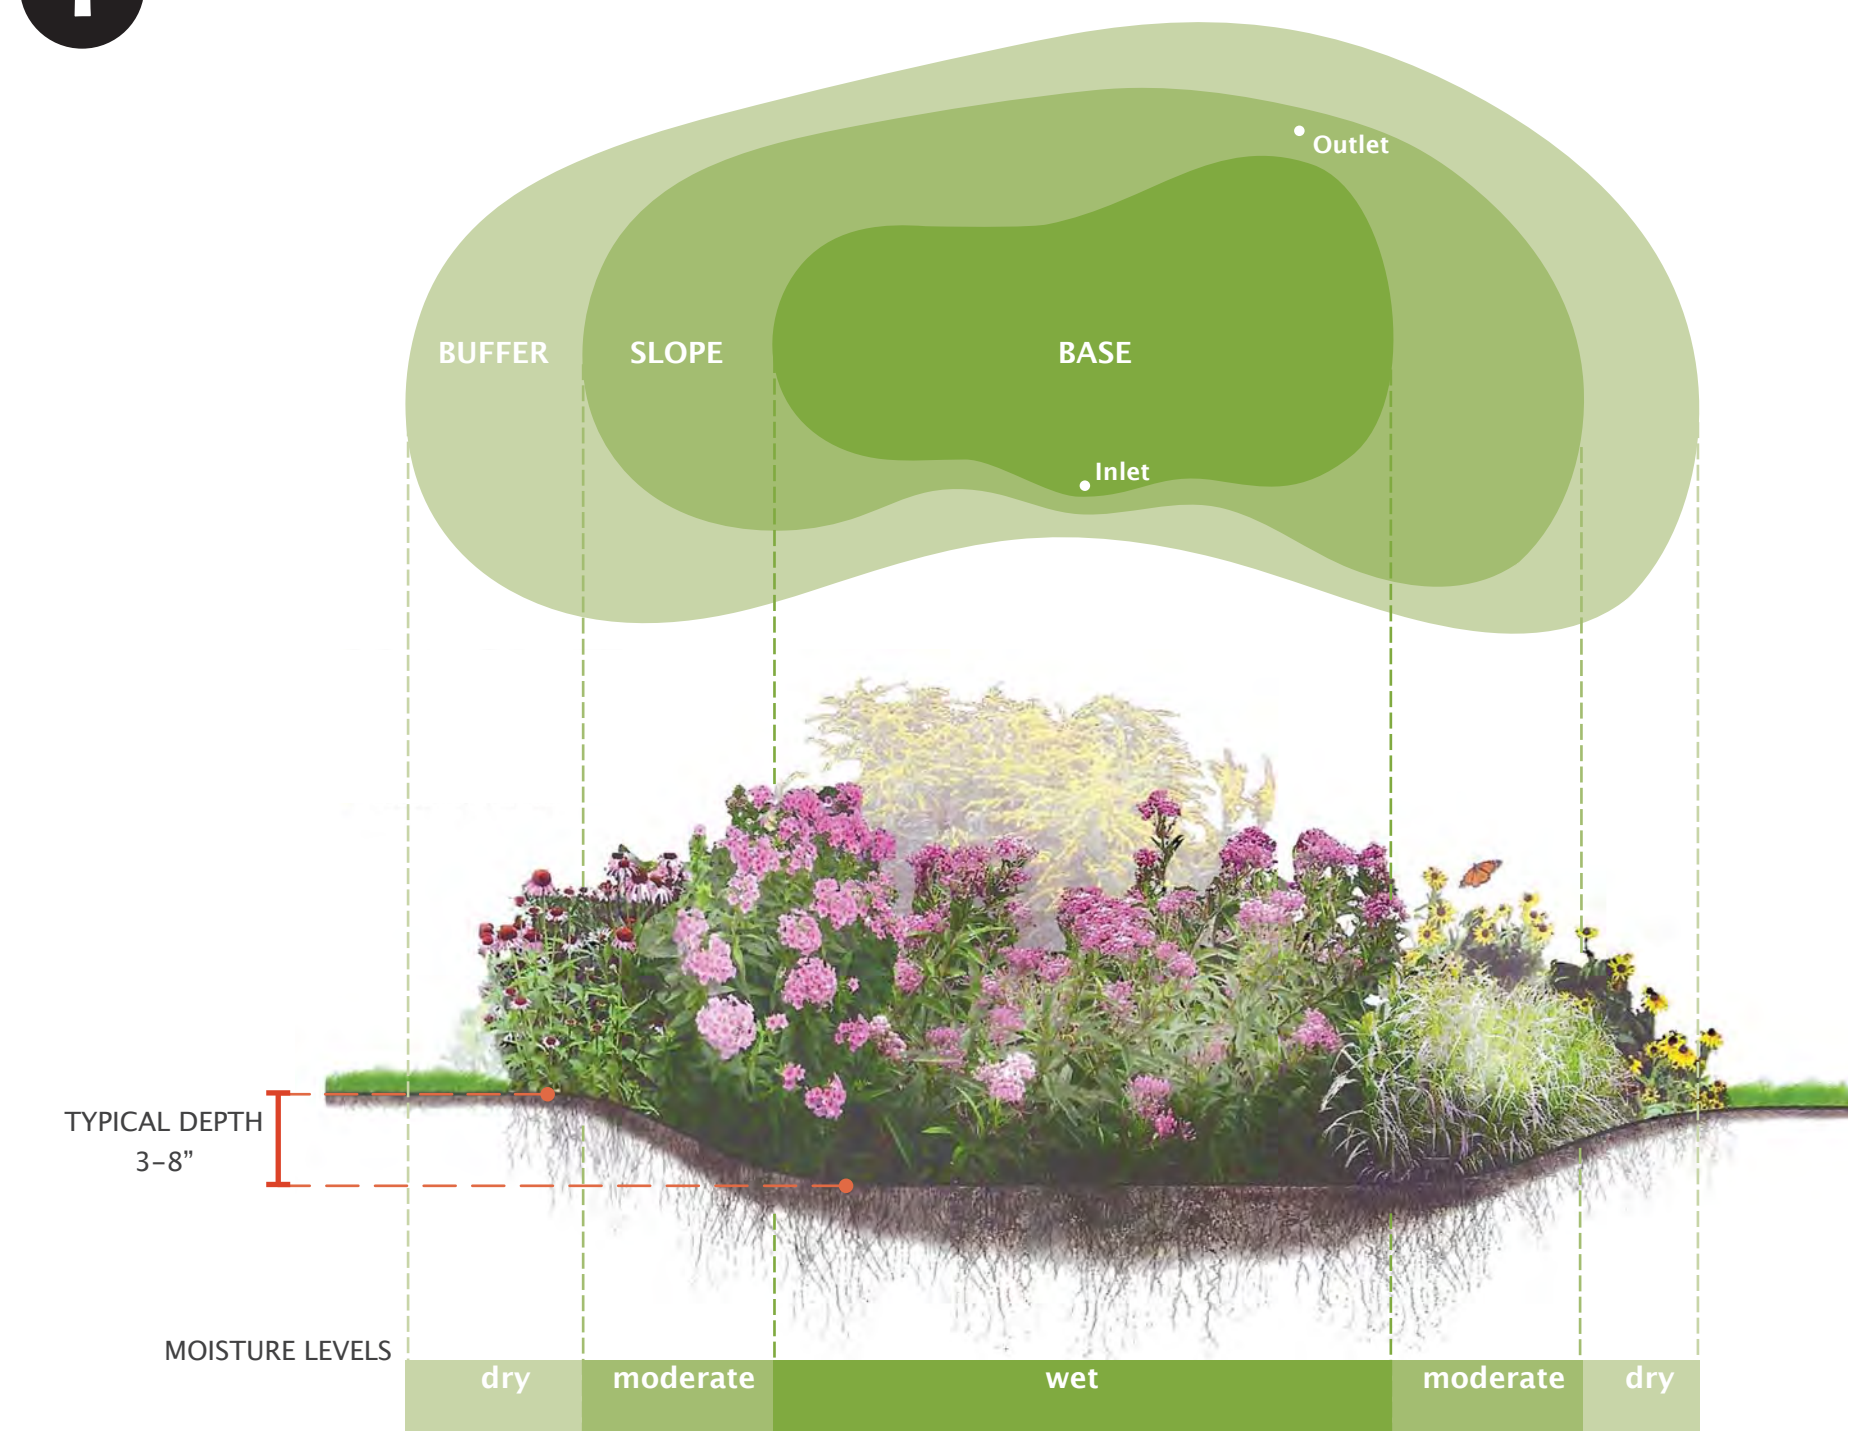 Outlet
BUFFER
SLOPE
BASE
Inlet
TYPICAL DEPTH
3–8”
MOISTURE LEVELS
dry
moderate
wet
moderate
dry